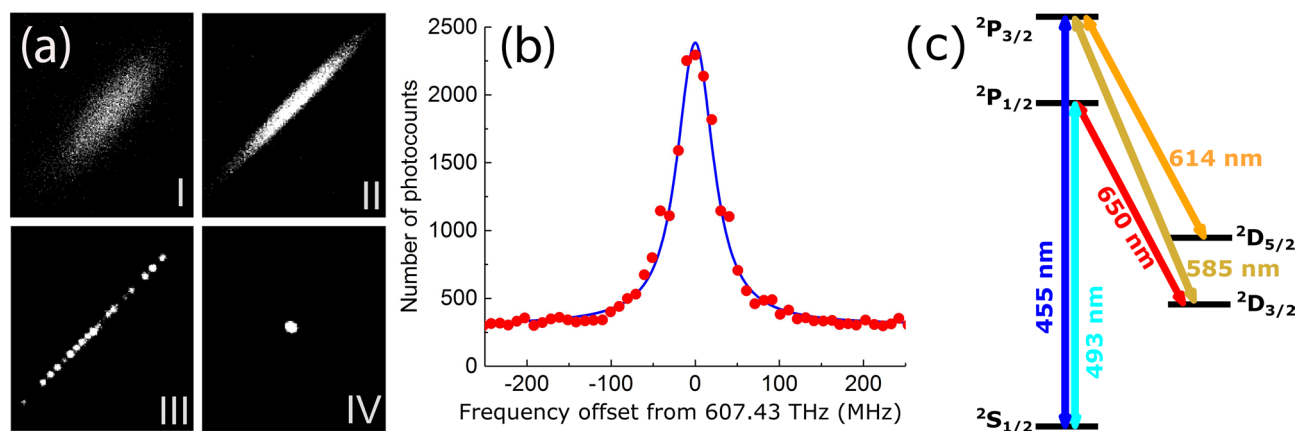 (a)
I
II
III
IV
(b)
Number of photocounts
2500
2000
1500
1000
500
0
-200
-100
0
100
200
Frequency offset from 607.43 THz (MHz)
(c)
²P₃/₂
²P₁/₂
614 nm
650 nm
²D₅/₂
585 nm
²D₃/₂
455 nm
493 nm
²S₁/₂